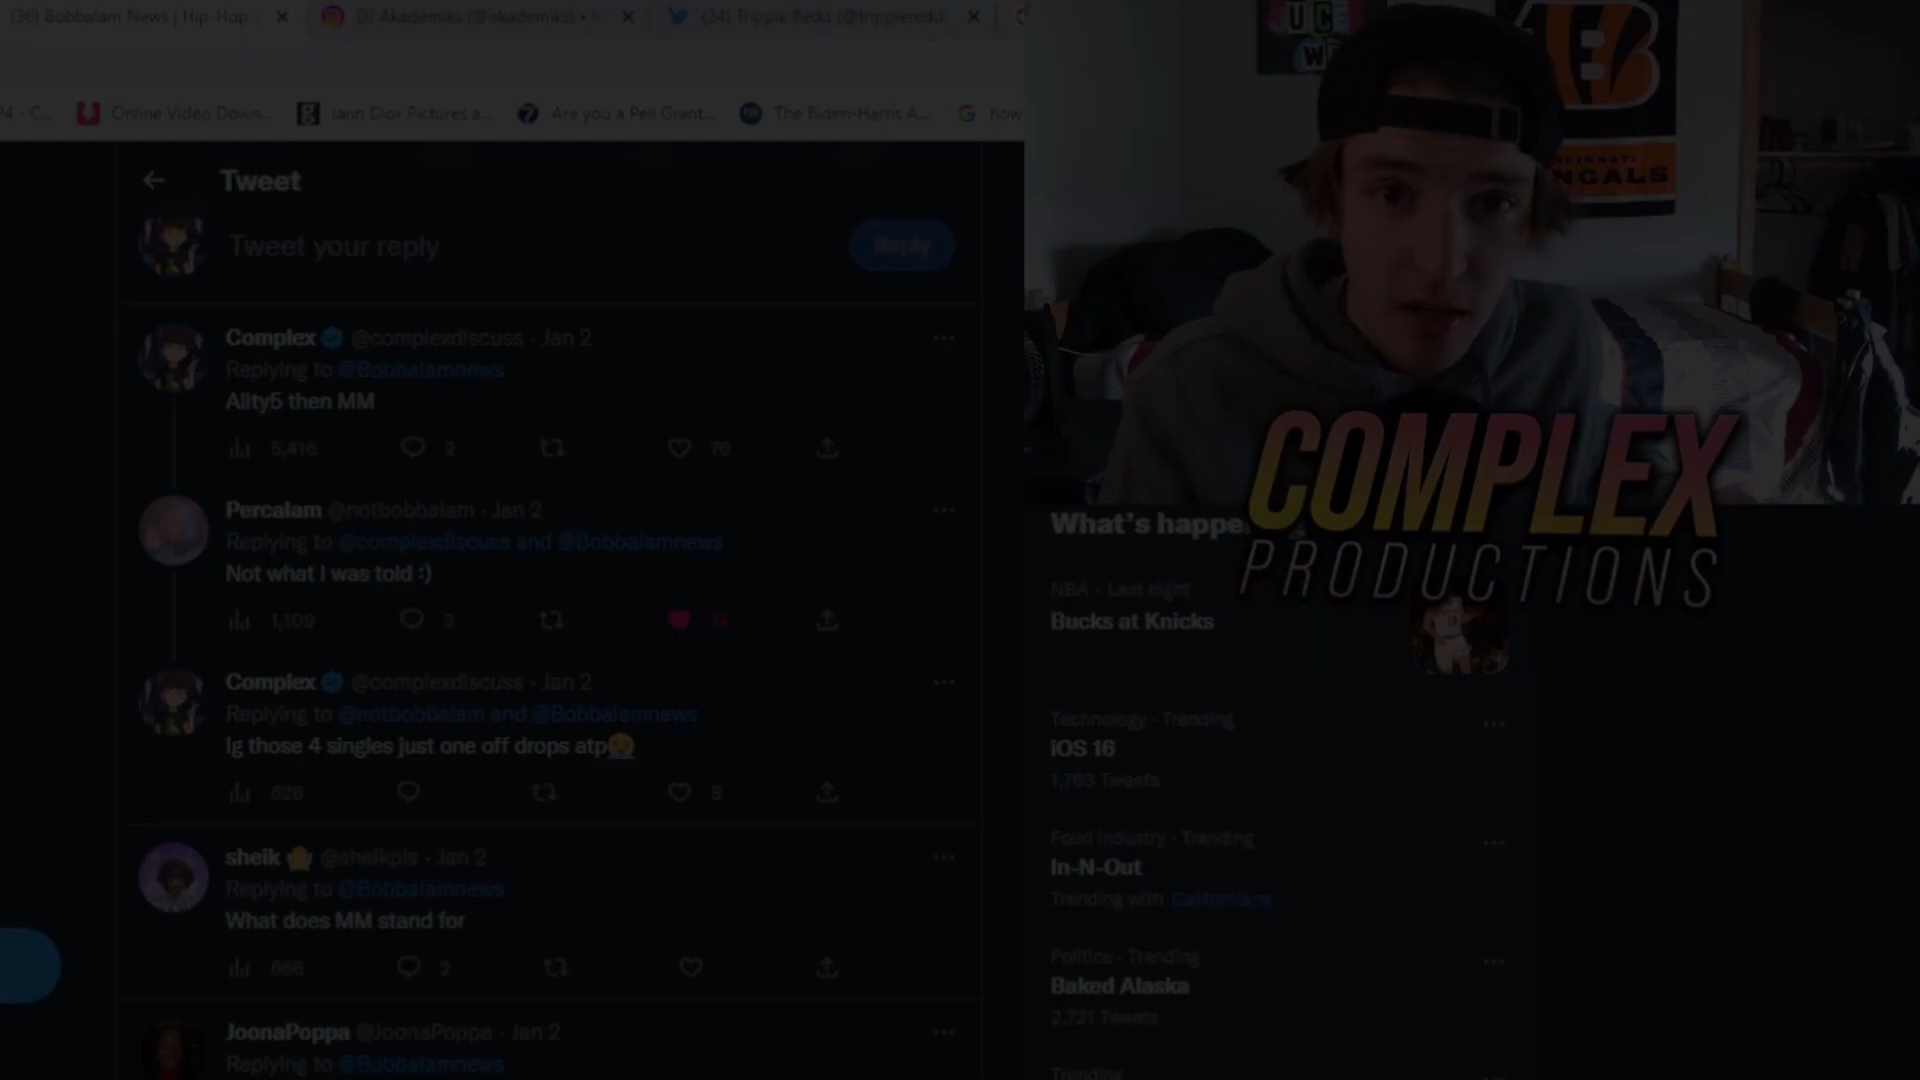 (36) Bobbalam News | Hip-Hop
DJ Akademiks (@akademiks) •
(24) Trippie Redd (@trippieredd)
P4 - C...
Online Video Down...
iann Dior Pictures a...
Are you a Pell Grant...
The Biden-Harris A...
how
UC
BENGALS
Tweet
Tweet your reply
Reply
Complex @complexdiscuss · Jan 2
Replying to @Bobbalamnews
Allty5 then MM
5,416 2 76
Percalam @notbobbalam · Jan 2
Replying to @complexdiscuss and @Bobbalamnews
Not what I was told :)
1,109 3
Complex @complexdiscuss · Jan 2
Replying to @notbobbalam and @Bobbalamnews
Ig those 4 singles just one off drops atp🥹
626 8
sheik @sheikpls · Jan 2
Replying to @Bobbalamnews
What does MM stand for
666 2
JoonaPoppa @JoonaPoppa · Jan 2
Replying to @Bobbalamnews
COMPLEX
PRODUCTIONS
What's happe
NBA · Last night
Bucks at Knicks
Technology · Trending
iOS 16
1,763 Tweets
Food industry · Trending
In-N-Out
Trending with Californians
Politics · Trending
Baked Alaska
2,721 Tweets
Trending